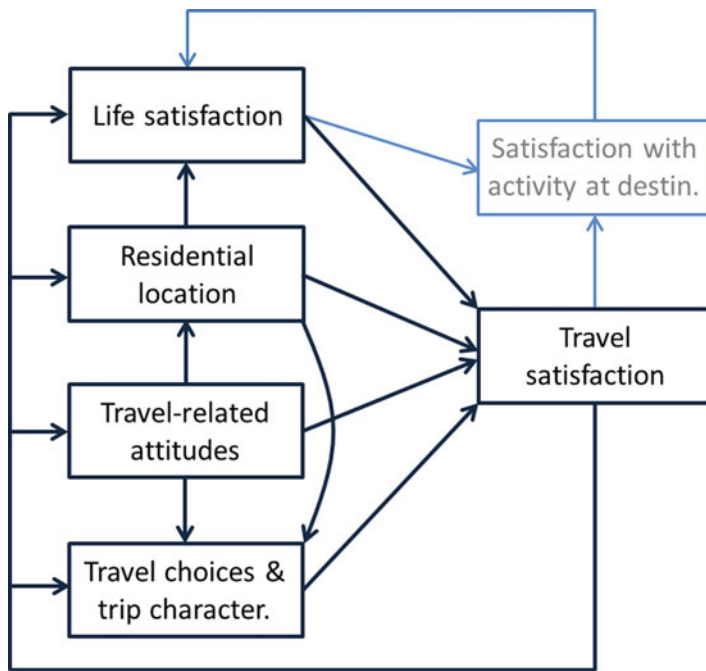 Life satisfaction
Satisfaction with
activity at destin.
Residential
location
Travel
satisfaction
Travel-related
attitudes
Travel choices &
trip character.